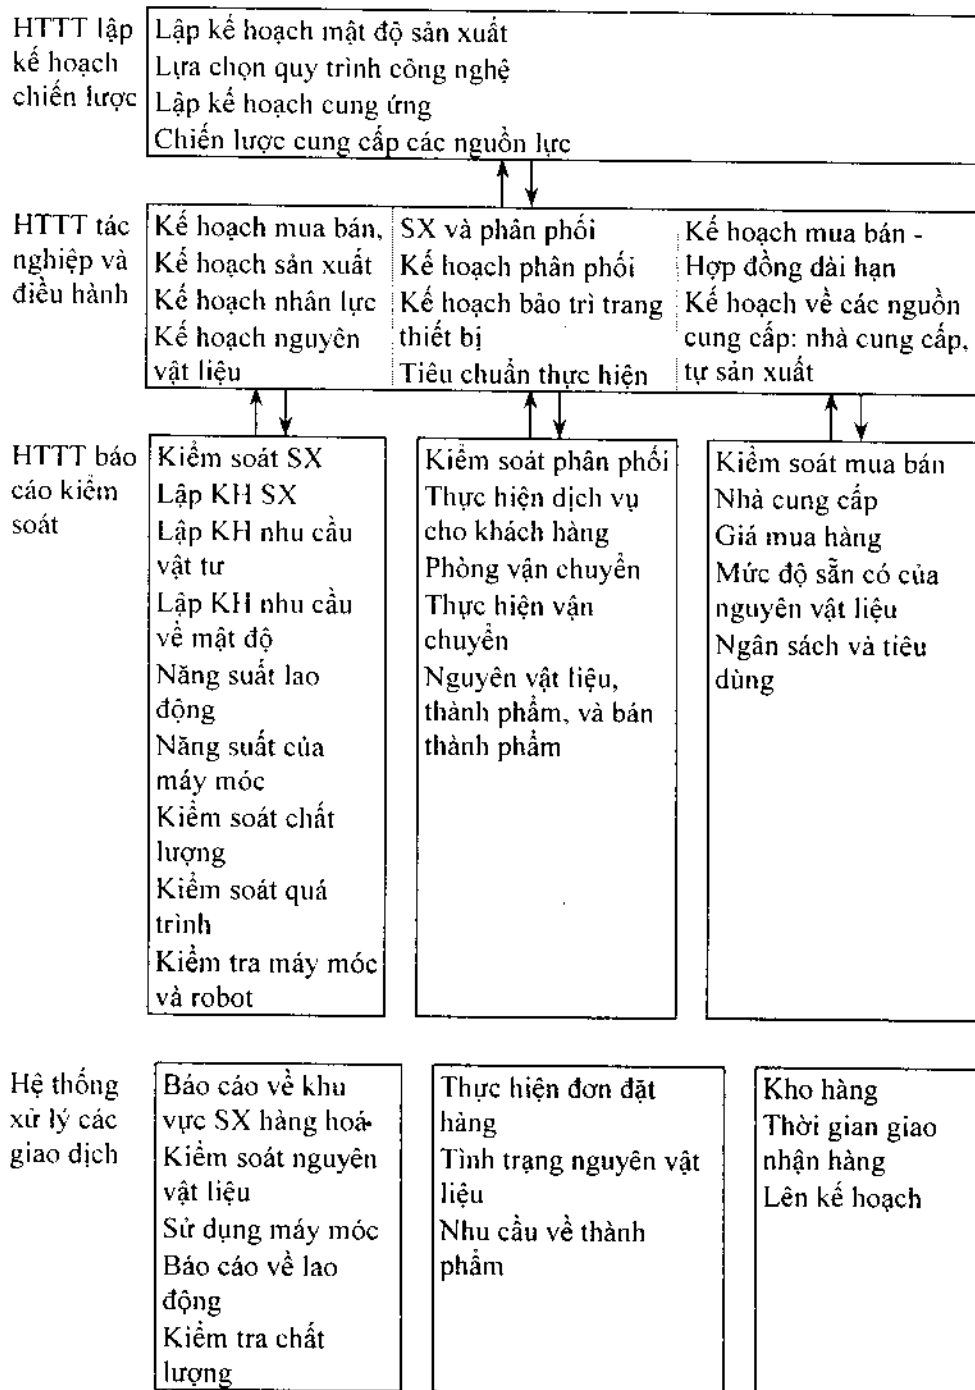 HTTT lập
kế hoạch
chiến lược
Lập kế hoạch mật độ sản xuất
Lựa chọn quy trình công nghệ
Lập kế hoạch cung ứng
Chiến lược cung cấp các nguồn lực
HTTT tác
nghiệp và
điều hành
Kế hoạch mua bán,
Kế hoạch sản xuất
Kế hoạch nhân lực
Kế hoạch nguyên
vật liệu
SX và phân phối
Kế hoạch phân phối
Kế hoạch bảo trì trang
thiết bị
Tiêu chuẩn thực hiện
Kế hoạch mua bán -
Hợp đồng dài hạn
Kế hoạch về các nguồn
cung cấp: nhà cung cấp,
tự sản xuất
HTTT báo
cáo kiểm
soát
Kiểm soát SX
Lập KH SX
Lập KH nhu cầu
vật tư
Lập KH nhu cầu
về mật độ
Năng suất lao
động
Năng suất của
máy móc
Kiểm soát chất
lượng
Kiểm soát quá
trình
Kiểm tra máy móc
và robot
Kiểm soát phân phối
Thực hiện dịch vụ
cho khách hàng
Phòng vận chuyển
Thực hiện vận
chuyển
Nguyên vật liệu,
thành phẩm, và bán
thành phẩm
Kiểm soát mua bán
Nhà cung cấp
Giá mua hàng
Mức độ sẵn có của
nguyên vật liệu
Ngân sách và tiêu
dùng
Hệ thống
xử lý các
giao dịch
Báo cáo về khu
vực SX hàng hoá
Kiểm soát nguyên
vật liệu
Sử dụng máy móc
Báo cáo về lao
động
Kiểm tra chất
lượng
Thực hiện đơn đặt
hàng
Tình trạng nguyên vật
liệu
Nhu cầu về thành
phẩm
Kho hàng
Thời gian giao
nhận hàng
Lên kế hoạch